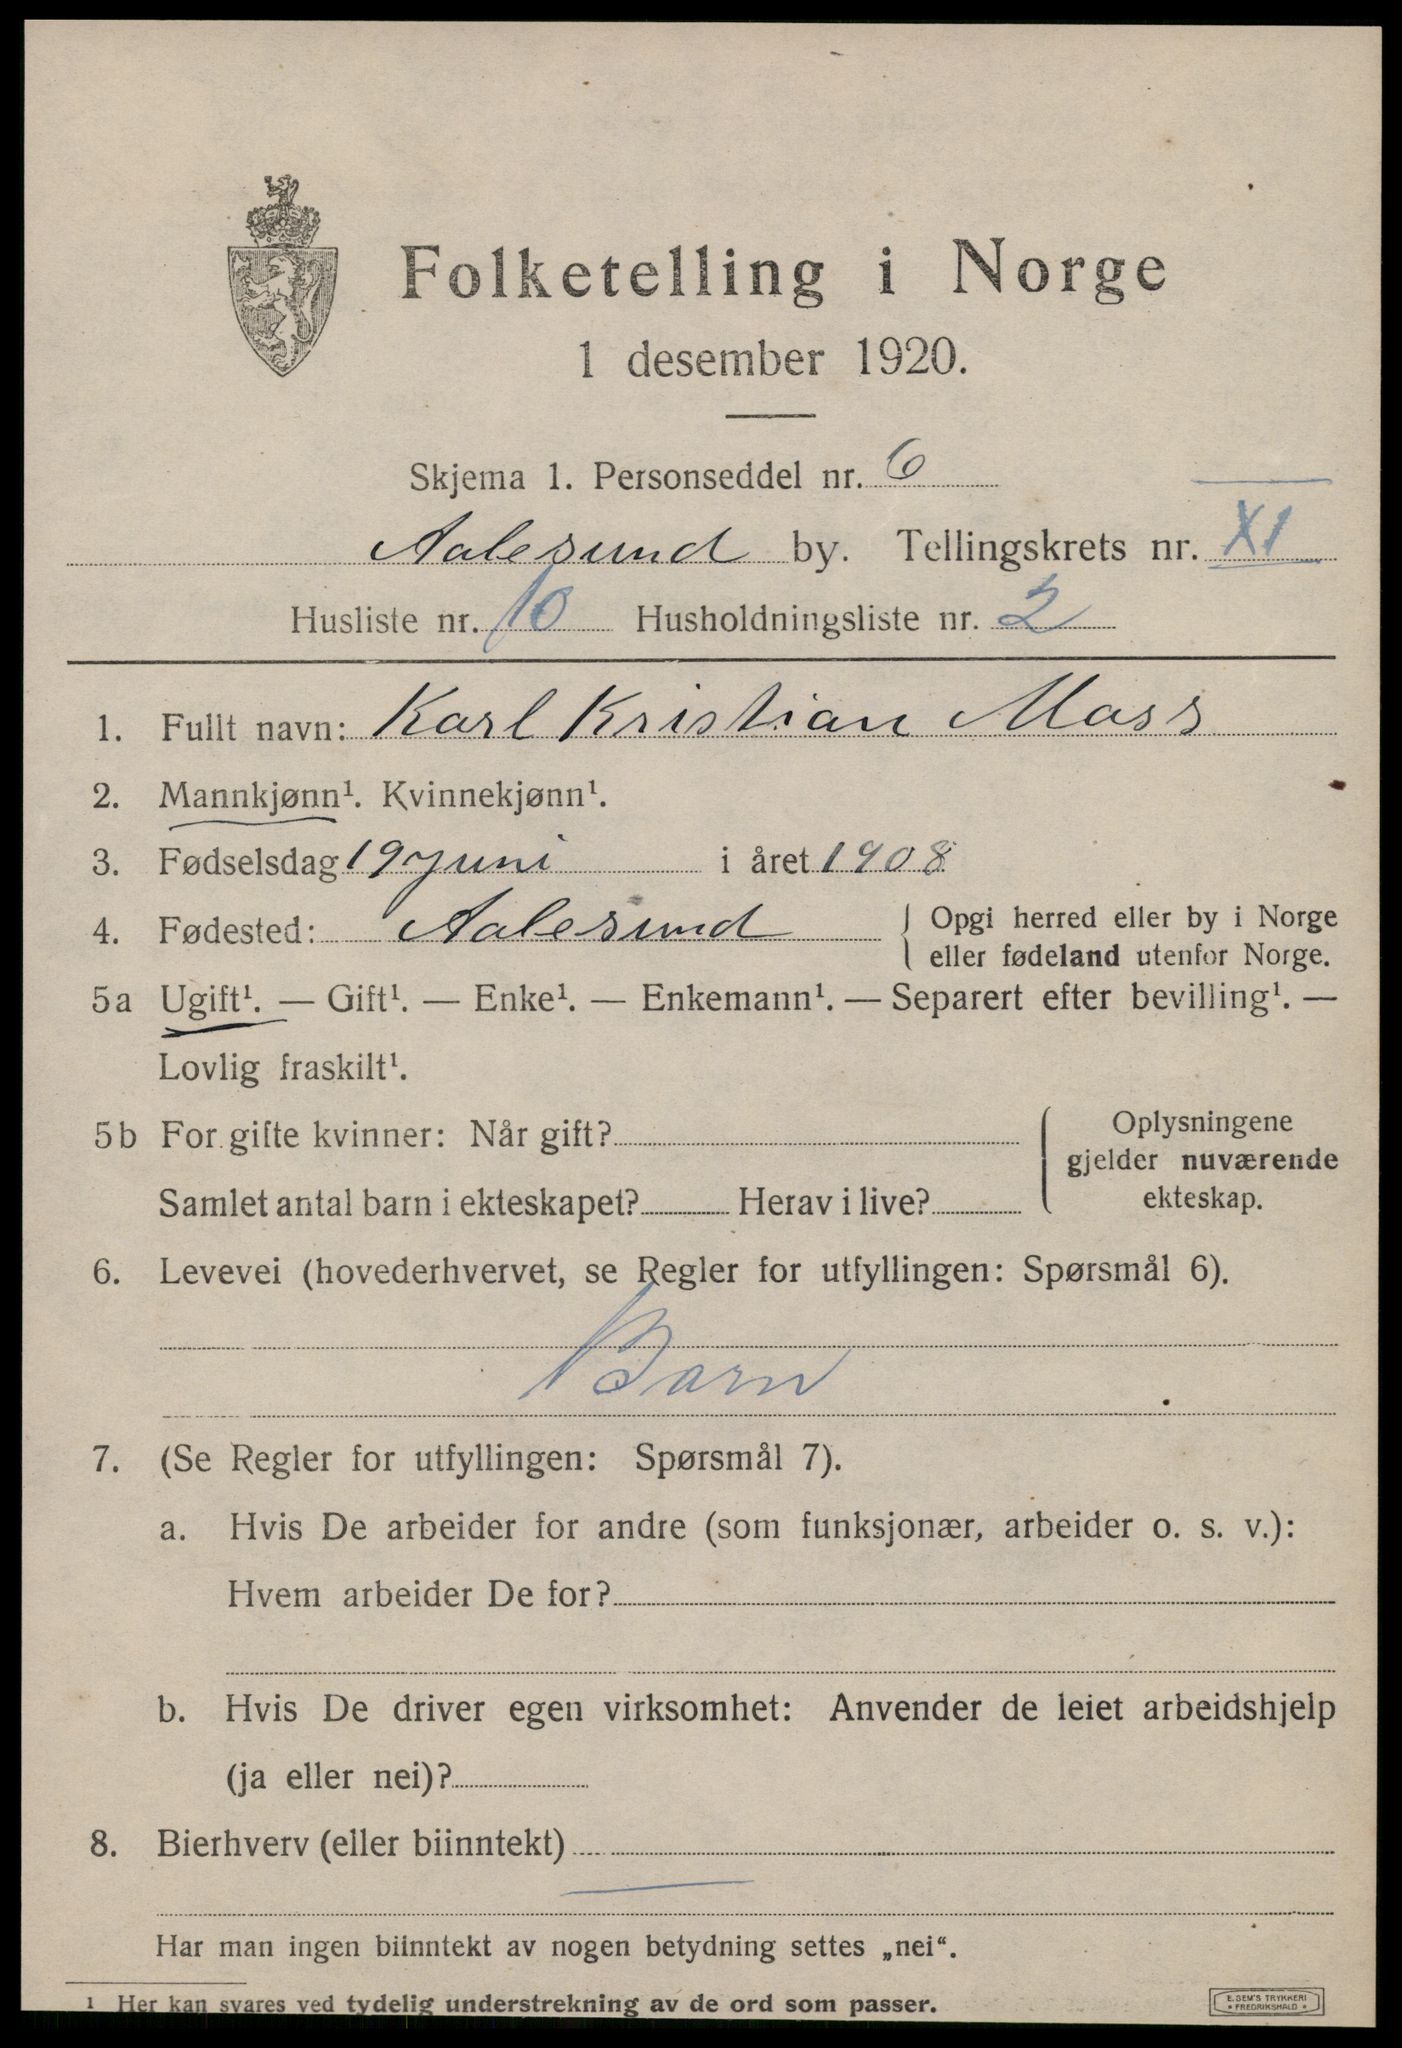 Folketelling i Norge
1 desember 1920.
Skjema 1. Personseddel nr. 6
Aalesund by. Tellingskrets nr. XI
Husliste nr. 10 Husholdningsliste nr. 2
1. Fullt navn: Karl Kristian Mass
2. Mannkjønn¹. Kvinnekjønn¹.
3. Fødselsdag 19 juni i året 1908
4. Fødested: Aalesund { Opgi herred eller by i Norge
eller fødeland utenfor Norge.
5a Ugift¹. — Gift¹. — Enke¹. — Enkemann¹. — Separert efter bevilling¹. —
Lovlig fraskilt¹.
5b For gifte kvinner: Når gift?
Samlet antal barn i ekteskapet? Herav i live?
{ Oplysningene
gjelder nuværende
ekteskap.
6. Levevei (hovederhvervet, se Regler for utfyllingen: Spørsmål 6).
Barn
7. (Se Regler for utfyllingen: Spørsmål 7).
a. Hvis De arbeider for andre (som funksjonær, arbeider o. s. v.):
Hvem arbeider De for?
b. Hvis De driver egen virksomhet: Anvender de leiet arbeidshjelp
(ja eller nei)?
8. Bierhverv (eller biinntekt)
Har man ingen biinntekt av nogen betydning settes „nei“.
¹ Her kan svares ved tydelig understrekning av de ord som passer.
E. SEM'S TRYKKERI
* FREDRIKSHALD *